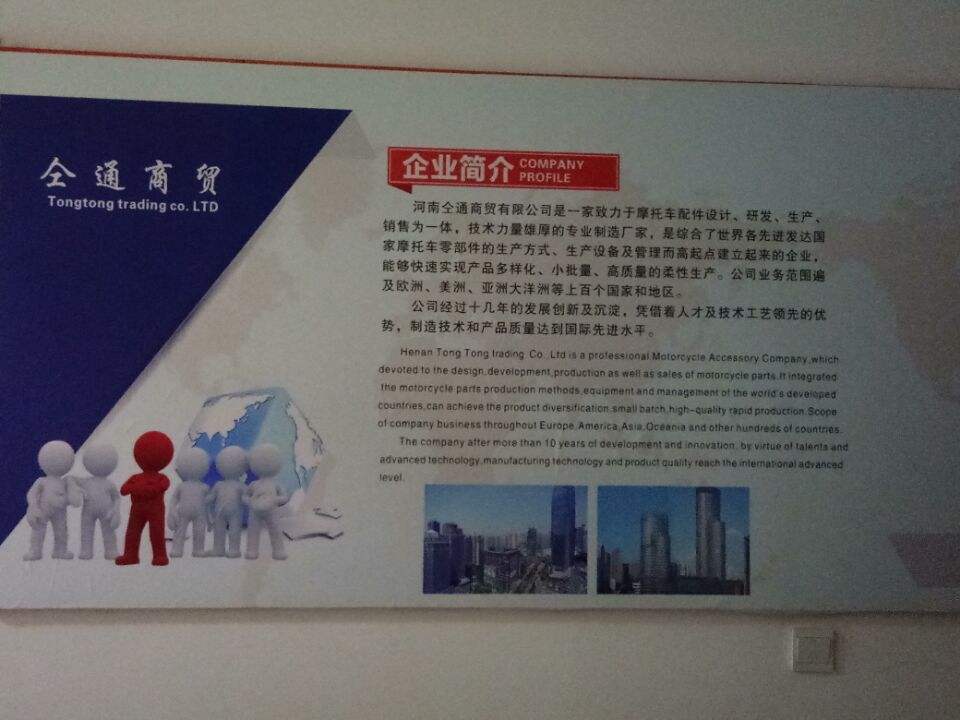 仝通商贸
Tongtong trading co. LTD
企业简介 COMPANY PROFILE
河南仝通商贸有限公司是一家致力于摩托车配件设计、研发、生产、
销售为一体，技术力量雄厚的专业制造厂家，是综合了世界各先进发达国
家摩托车零部件的生产方式、生产设备及管理而高起点建立起来的企业，
能够快速实现产品多样化、小批量、高质量的柔性生产。公司业务范围遍
及欧洲、美洲、亚洲大洋洲等上百个国家和地区。
公司经过十几年的发展创新及沉淀，凭借着人才及技术工艺领先的优
势，制造技术和产品质量达到国际先进水平。
Henan Tong Tong trading Co., Ltd is a professional Motorcycle Accessory Company,which
devoted to the design,development,production as well as sales of motorcycle parts.It integrated
the motorcycle parts production methods,equipment and management of the world's developed
countries,can achieve the product diversification,small batch,high-quality rapid production.Scope
of company business throughout Europe,America,Asia,Oceania and other hundreds of countries.
The company after more than 10 years of development and innovation, by virtue of talents and
advanced technology,manufacturing technology and product quality reach the international advanced
level.